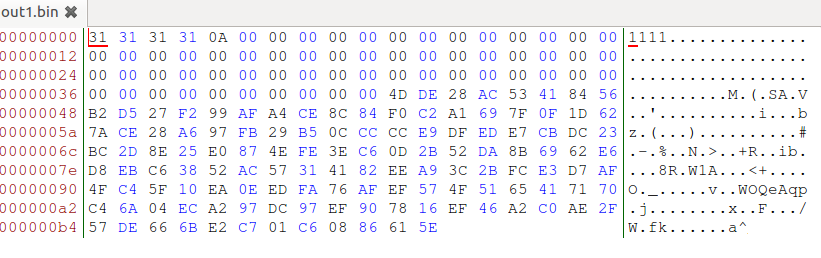 out1.bin ✖
00000000 31 31 31 31 0A 00 00 00 00 00 00 00 00 00 00 00 00 00 1111..............
00000012 00 00 00 00 00 00 00 00 00 00 00 00 00 00 00 00 00 00 ..................
00000024 00 00 00 00 00 00 00 00 00 00 00 00 00 00 00 00 00 00 ..................
00000036 00 00 00 00 00 00 00 00 00 00 4D DE 28 AC 53 41 84 56 ..........M.(.SA.V
00000048 B2 D5 27 F2 99 AF A4 CE 8C 84 F0 C2 A1 69 7F 0F 1D 62 ..'..........i...b
0000005a 7A CE 28 A6 97 FB 29 B5 0C CC CC E9 DF ED E7 CB DC 23 z.(...)..........#
0000006c BC 2D 8E 25 E0 87 4E FE 3E C6 0D 2B 52 DA 8B 69 62 E6 .-.%..N.>..+R..ib.
0000007e D8 EB C6 38 52 AC 57 31 41 82 EE A9 3C 2B FC E3 D7 AF ...8R.W1A...<+....
00000090 4F C4 5F 10 EA 0E ED FA 76 AF EF 57 4F 51 65 41 71 70 O._.....v..WOQeAqp
000000a2 C4 6A 04 EC A2 97 DC 97 EF 90 78 16 EF 46 A2 C0 AE 2F .j........x..F.../
000000b4 57 DE 66 6B E2 C7 01 C6 08 86 61 5E W.fk......a^